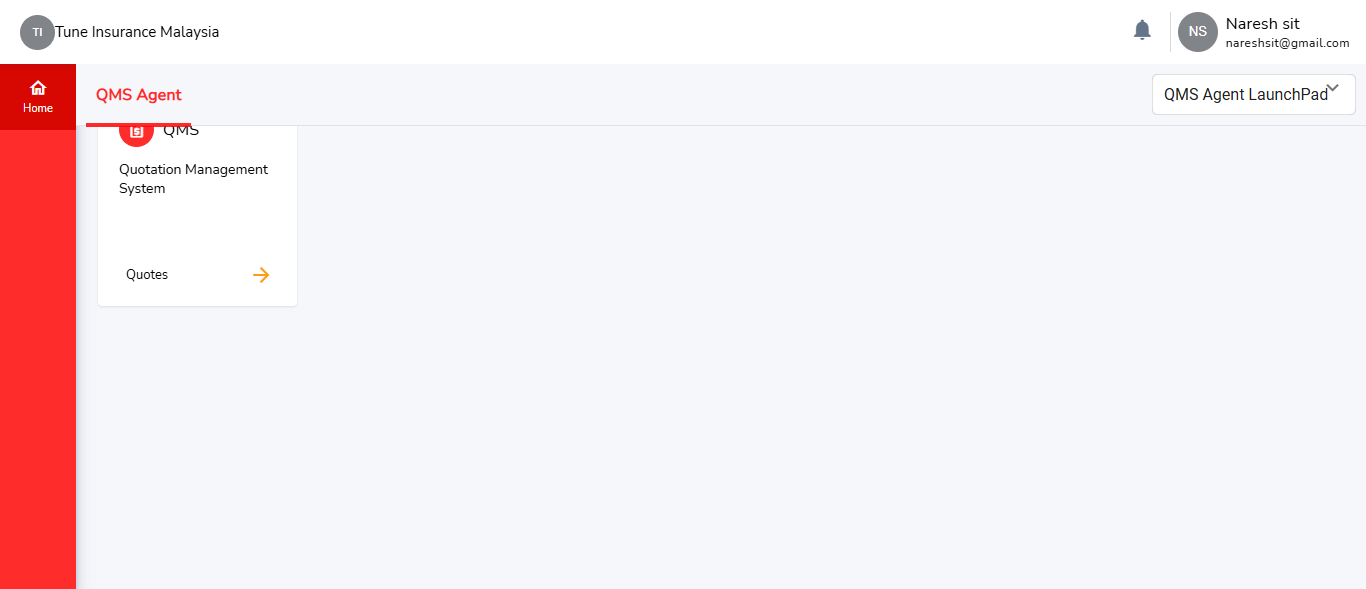 TI Tune Insurance Malaysia
NS
Naresh sit
nareshsit@gmail.com
Home
QMS Agent
QMS Agent LaunchPad
QMS
Quotation Management
System
Quotes